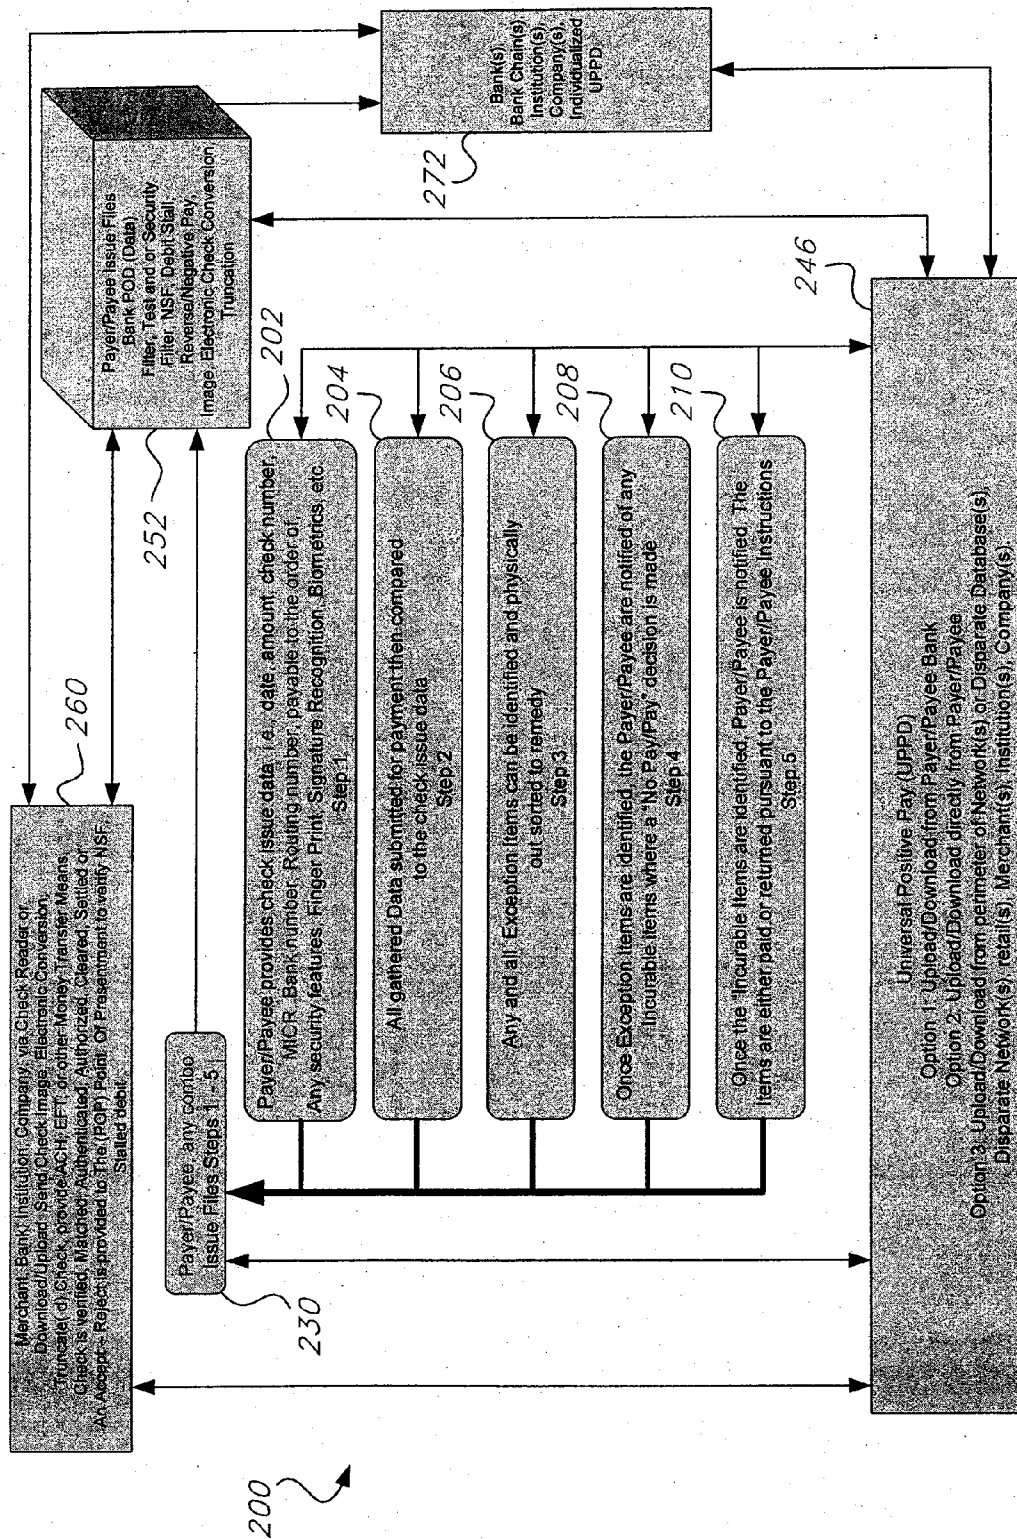 Merchant, Bank, Institution, Company, via Check Reader or
Download/Upload, Send Check Image, Electronic Conversion,
Truncate( d) Check, provide/ACH, EFT, or other Money Transfer Means,
Check is verified, Matched, Authenticated, Authorized, Cleared, Settled or
An Accept - Reject is provided to The (POP) Point Of Presentment to verify NSF,
Stalled debit.
260
Payer/Payee Issue Files
Bank POD (Data)
Filter, Test and/or Security
Filter, NSF, Debit Stall,
Reverse/Negative Pay,
Image, Electronic Check Conversion,
Truncation
252
Bank(s),
Bank Chain(s)
Institution(s),
Company(s),
Individualized
UPPD
272
Payer/Payee, any combo
Issue Files Steps 1.-5
230
Payer/Payee provides check issue data, i.e., date, amount, check number,
MICR, Bank number, Routing number, payable to the order of
Any security features, Finger Print, Signature Recognition, Biometrics, etc.
Step 1
202
All gathered Data submitted for payment then compared
to the check issue data
Step 2
204
Any and all Exception Items can be identified and physically
out sorted to remedy
Step 3
206
Once Exception Items are identified, the Payer/Payee are notified of any
Incurable items where a "No Pay/Pay" decision is made
Step 4
208
Once the "Incurable Items are identified, Payer/Payee is notified. The
Items are either paid or returned pursuant to the Payer/Payee Instructions
Step 5
210
246
Universal Positive Pay (UPPD)
Option 1: Upload/Download from Payer/Payee Bank
Option 2: Upload/Download directly from Payer/Payee
Option 3: Upload/Download from perimeter of Network(s) or Disparate Database(s),
Disparate Network(s), retail(s), Merchant(s), Institution(s), Company(s)
200